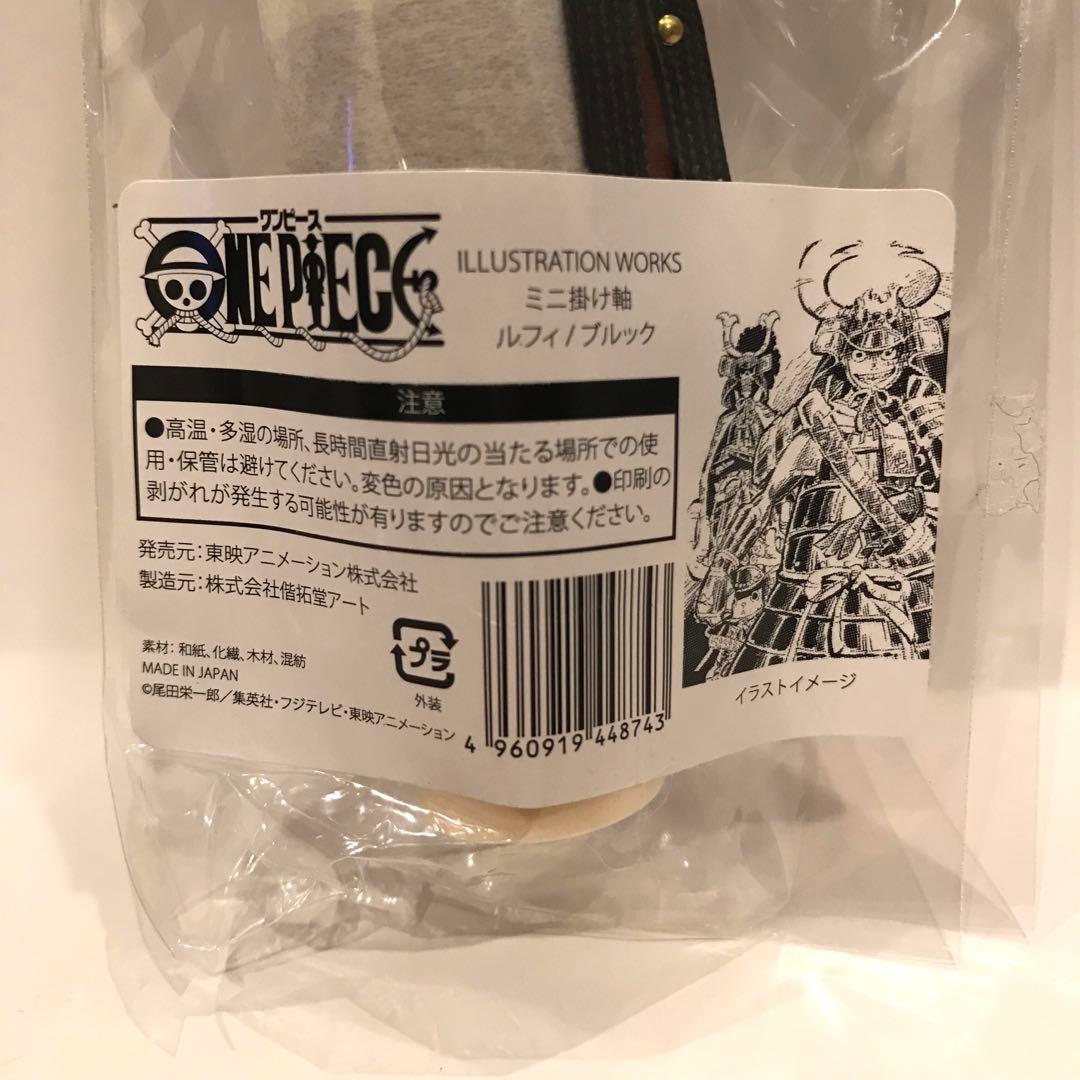 ワンピース
ONE PIECE
ILLUSTRATION WORKS
ミニ掛け軸
ルフィ / ブルック
注意
●高温・多湿の場所、長時間直射日光の当たる場所での使
用・保管は避けてください。変色の原因となります。●印刷の
剥がれが発生する可能性が有りますのでご注意ください。
発売元：東映アニメーション株式会社
製造元：株式会社偕拓堂アート
素材：和紙、化繊、木材、混紡
MADE IN JAPAN
©尾田栄一郎／集英社・フジテレビ・東映アニメーション
プラ
外装
4 960919 448743
イラストイメージ